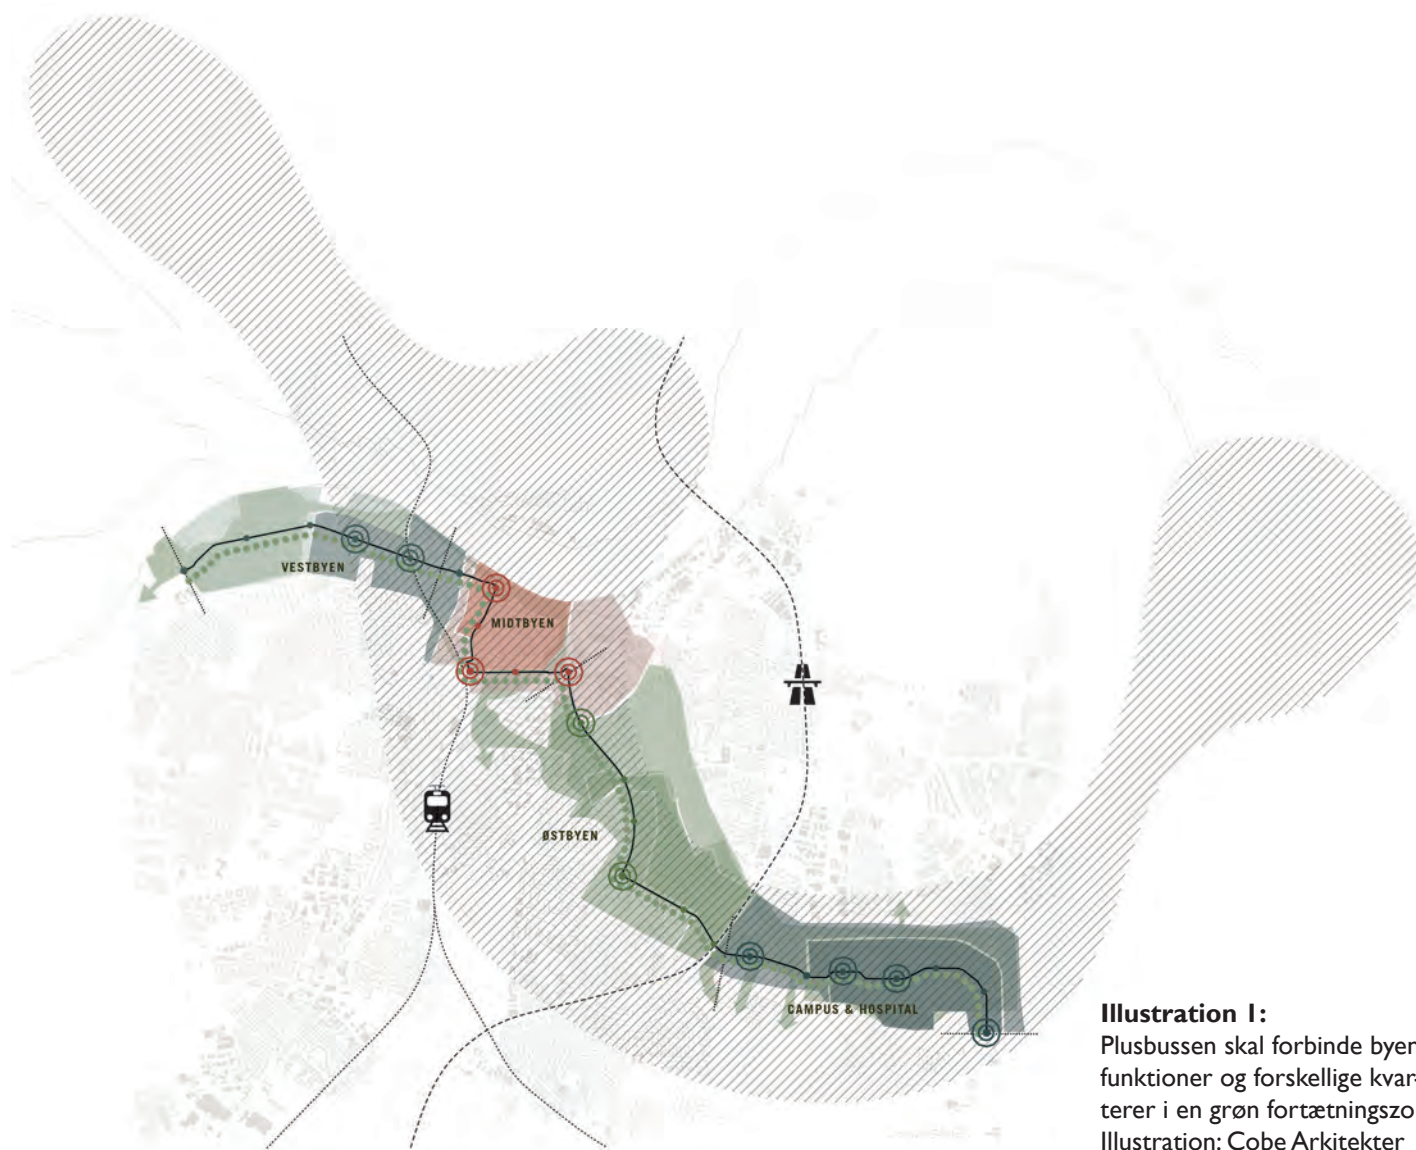 VESTBYEN
MIDTBYEN
ØSTBYEN
CAMPUS & HOSPITAL
Illustration 1:
Plusbussen skal forbinde byen
funktioner og forskellige kvar-
terer i en grøn fortætningszo
Illustration: Cobe Arkitekter